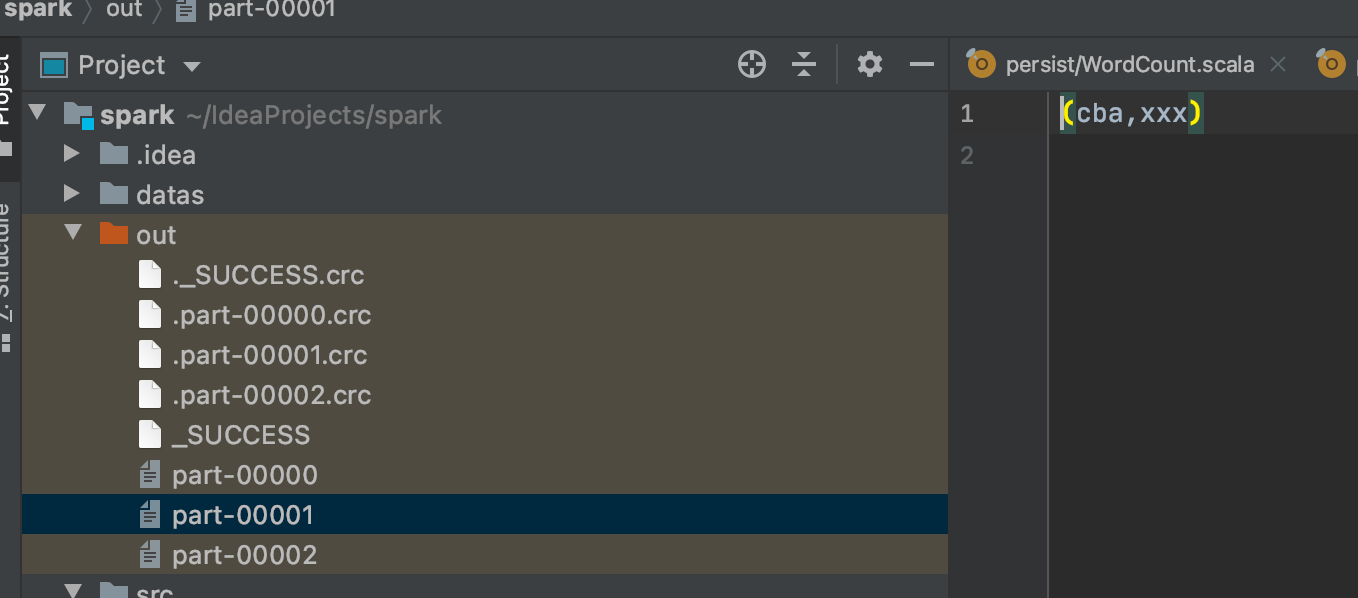 spark 〉 out 〉 part-00001
Project
persist/WordCount.scala
Project
spark ~/IdeaProjects/spark
.idea
datas
out
._SUCCESS.crc
.part-00000.crc
.part-00001.crc
.part-00002.crc
_SUCCESS
part-00000
part-00001
part-00002
src
Z: Structure
1 (cba,xxx)
2